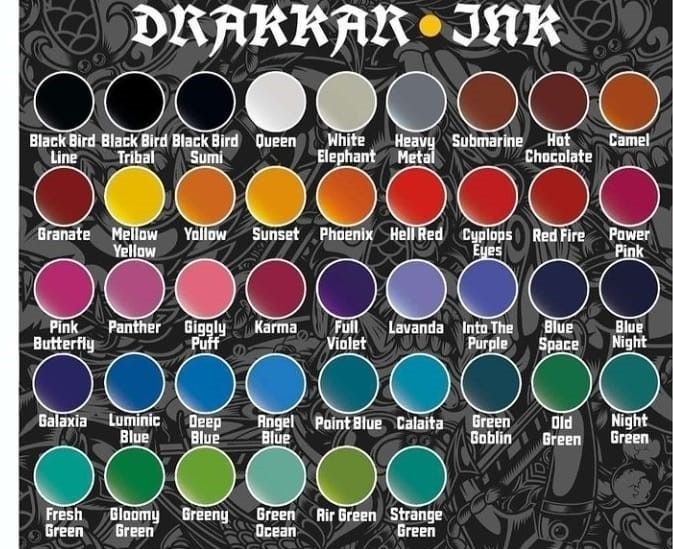 DRAKKAR • INK
Black Bird Line
Black Bird Tribal
Black Bird Sumi
Queen
White Elephant
Heavy Metal
Submarine
Hot Chocolate
Camel
Granate
Mellow Yellow
Yollow
Sunset
Phoenix
Hell Red
Cyplops Eyes
Red Fire
Power Pink
Pink Butterfly
Panther
Giggly Puff
Karma
Full Violet
Lavanda
Into The Purple
Blue Space
Blue Night
Galaxia
Luminic Blue
Deep Blue
Angel Blue
Point Blue
Calaita
Green Goblin
Old Green
Night Green
Fresh Green
Gloomy Green
Greeny
Green Ocean
Air Green
Strange Green